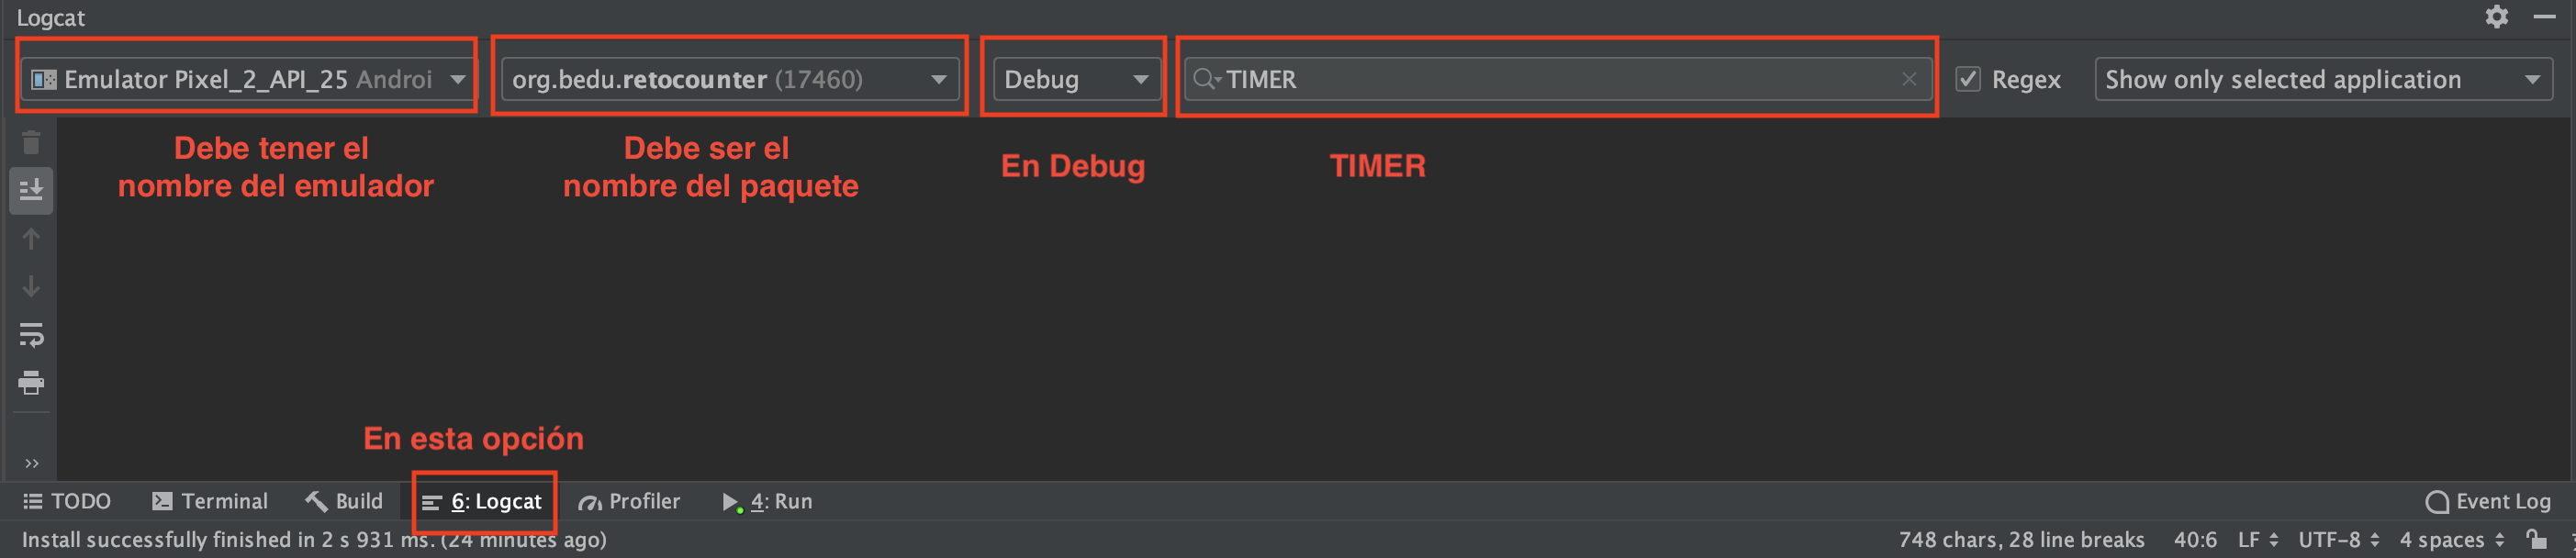 Logcat
Emulator Pixel_2_API_25 Androi
org.bedu.retocounter (17460)
Debug
TIMER
Regex
Show only selected application
Debe tener el
nombre del emulador
Debe ser el
nombre del paquete
En Debug
TIMER
En esta opción
TODO
Terminal
Build
6: Logcat
Profiler
4: Run
Event Log
Install successfully finished in 2 s 931 ms. (24 minutes ago)
748 chars, 28 line breaks
40:6
LF
UTF-8
4 spaces